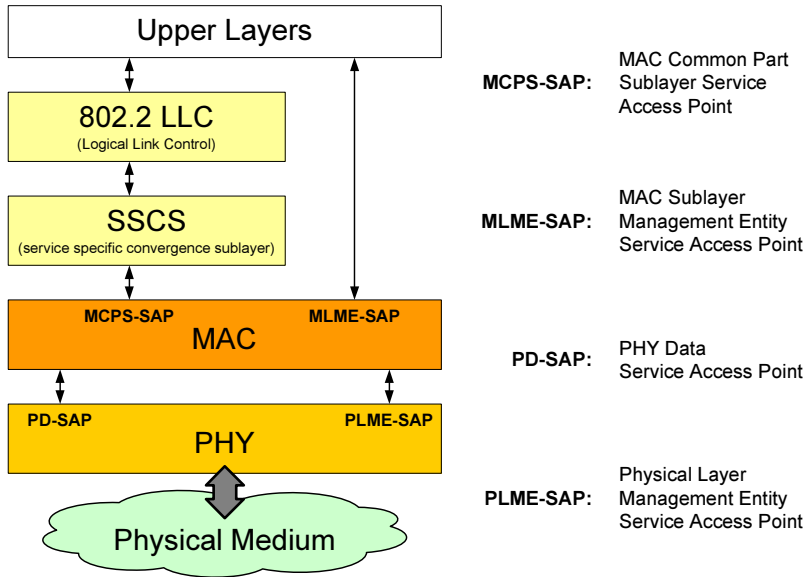 Upper Layers
802.2 LLC
(Logical Link Control)
SSCS
(service specific convergence sublayer)
MCPS-SAP
MLME-SAP
MAC
PD-SAP
PLME-SAP
PHY
Physical Medium
MCPS-SAP:
MAC Common Part
Sublayer Service
Access Point
MLME-SAP:
MAC Sublayer
Management Entity
Service Access Point
PD-SAP:
PHY Data
Service Access Point
PLME-SAP:
Physical Layer
Management Entity
Service Access Point